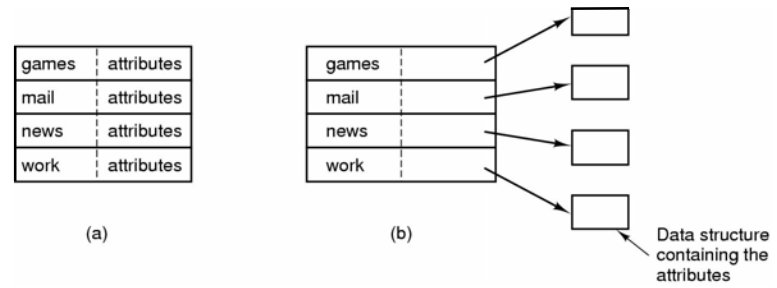 games attributes
mail attributes
news attributes
work attributes
(a)
games
mail
news
work
(b)
Data structure
containing the
attributes